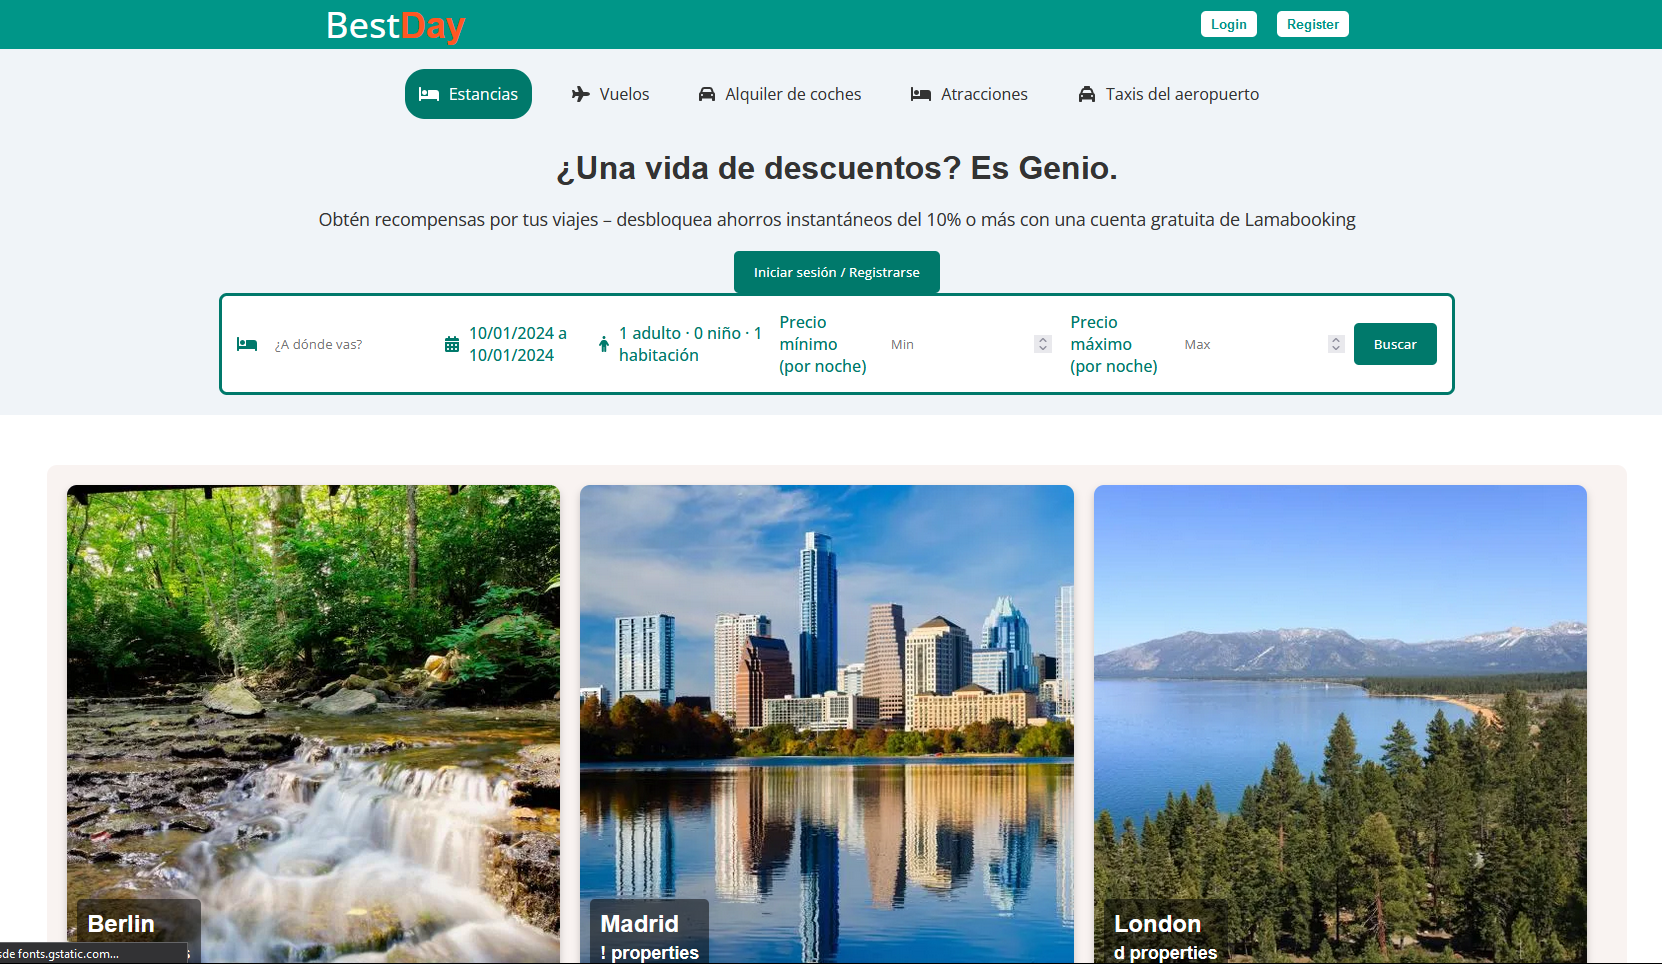 BestDay
Login
Register
Estancias
Vuelos
Alquiler de coches
Atracciones
Taxis del aeropuerto
¿Una vida de descuentos? Es Genio.
Obtén recompensas por tus viajes – desbloquea ahorros instantáneos del 10% o más con una cuenta gratuita de Lamabooking
Iniciar sesión / Registrarse
¿A dónde vas?
10/01/2024 a
10/01/2024
1 adulto · 0 niño · 1
habitación
Precio
mínimo
(por noche)
Min
Precio
máximo
(por noche)
Max
Buscar
Berlin
Madrid
! properties
London
d properties
sde fonts.gstatic.com...